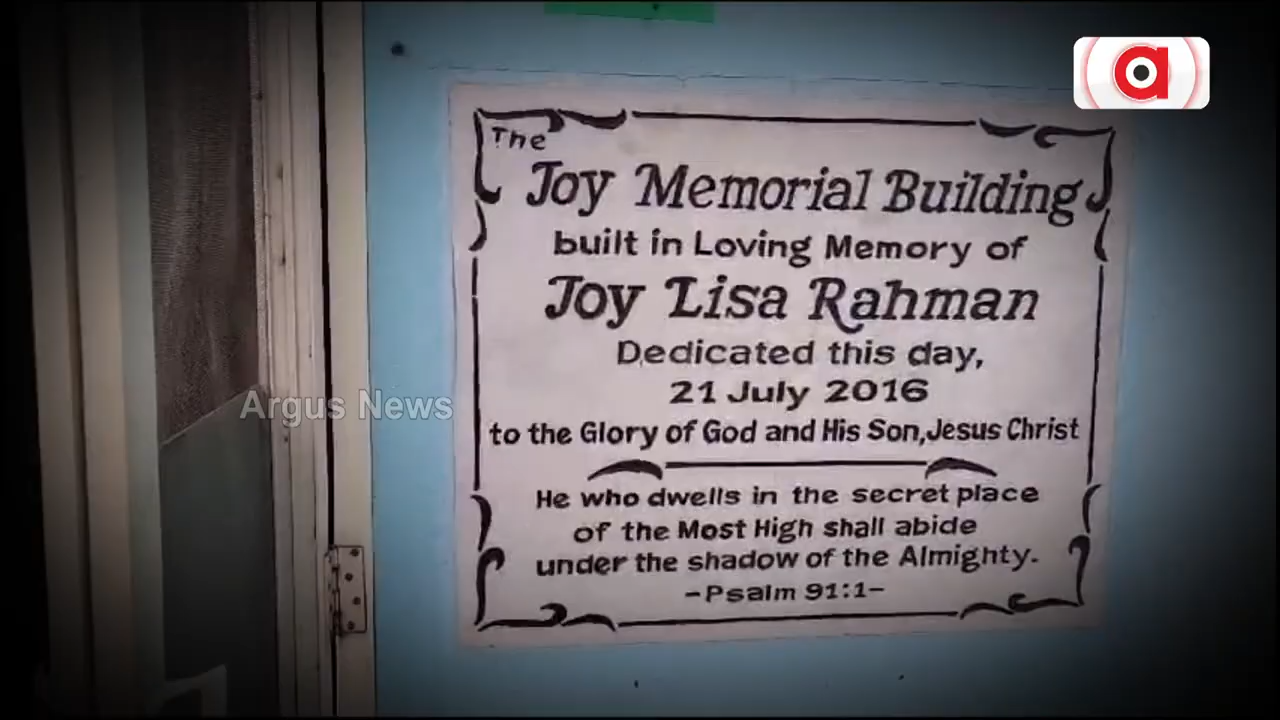 The
Joy Memorial Building
built in Loving Memory of
Joy Lisa Rahman
Dedicated this day,
21 July 2016
to the Glory of God and His Son,Jesus Christ
He who dwells in the secret place
of the Most High shall abide
under the shadow of the Almighty.
-Psalm 91:1-
Argus News
a